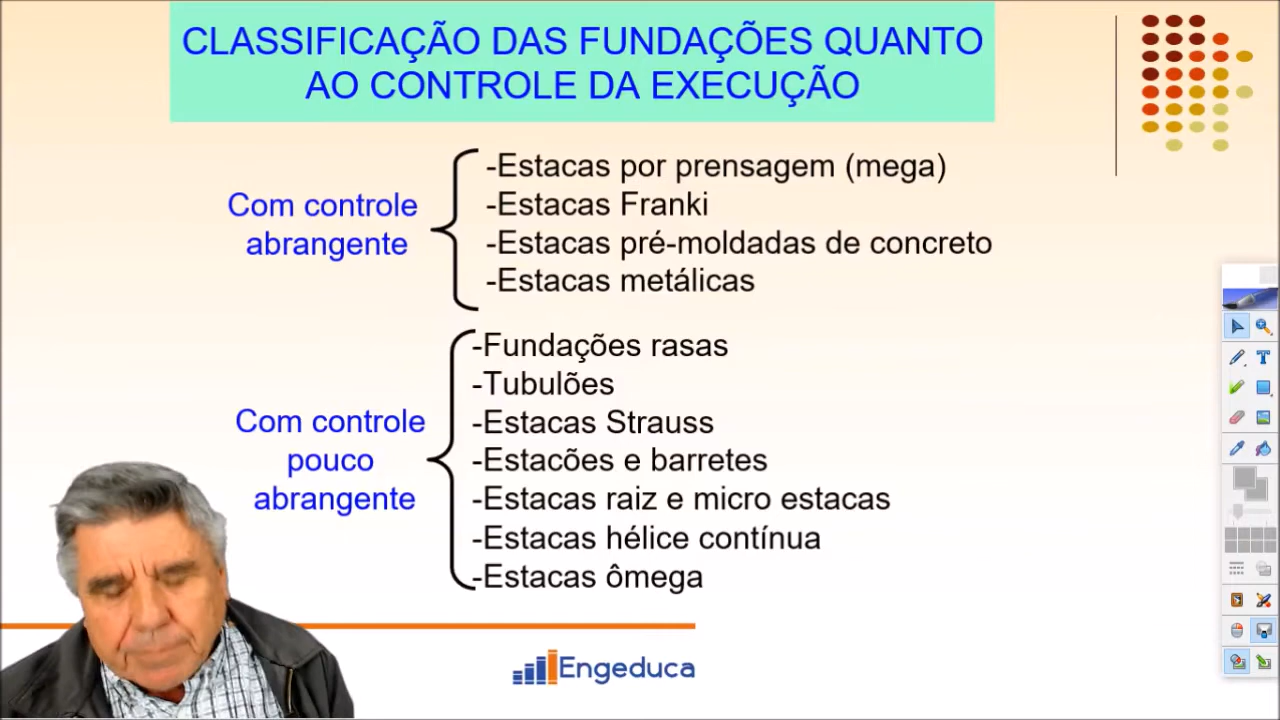 CLASSIFICAÇÃO DAS FUNDAÇÕES QUANTO
AO CONTROLE DA EXECUÇÃO
Com controle
abrangente
-Estacas por prensagem (mega)
-Estacas Franki
-Estacas pré-moldadas de concreto
-Estacas metálicas
Com controle
pouco
abrangente
-Fundações rasas
-Tubulões
-Estacas Strauss
-Estacões e barretes
-Estacas raiz e micro estacas
-Estacas hélice contínua
-Estacas ômega
Engeduca